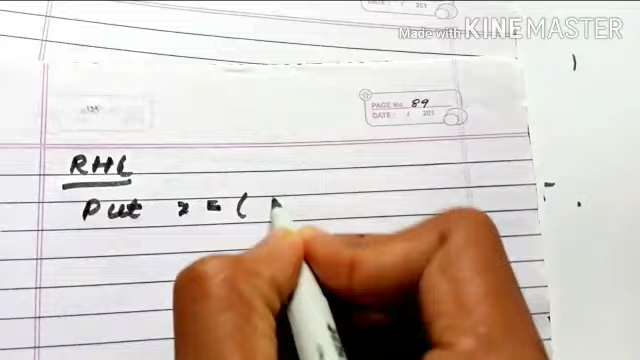 Made with KINEMASTER
PAGE No. 89
DATE: / 201
RHL
Put x = (